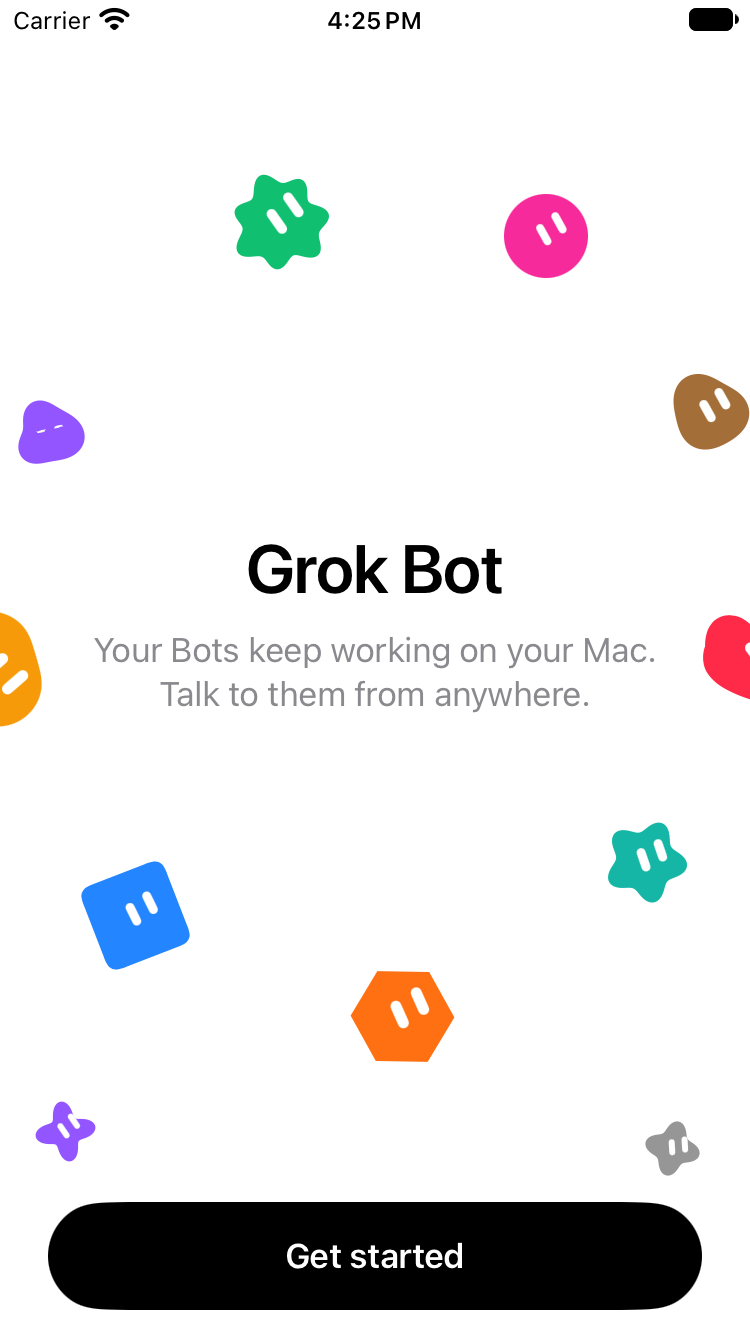 Carrier 4:25 PM
Grok Bot
Your Bots keep working on your Mac.
Talk to them from anywhere.
Get started